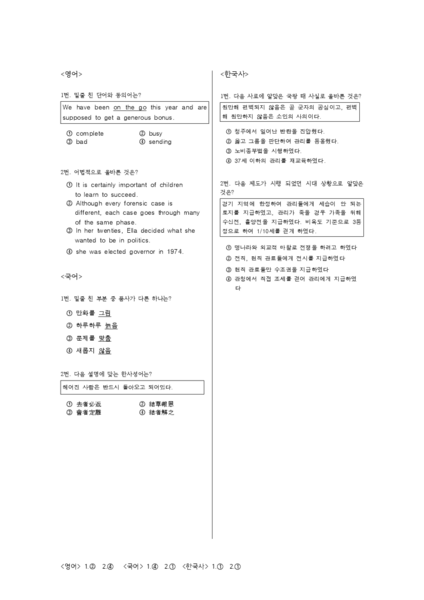 <영어>
1번. 밑줄 친 단어와 동의어는?
We have been on the go this year and are
supposed to get a generous bonus.
① complete ② busy
③ bad ④ sending
2번. 어법적으로 올바른 것은?
① It is certainly important of children
to learn to succeed.
② Although every forensic case is
different, each case goes through many
of the same phase.
③ In her twenties, Ella decided what she
wanted to be in politics.
④ she was elected governor in 1974.
<국어>
1번. 밑줄 친 부분 중 품사가 다른 하나는?
① 만화를 그림
② 하루하루 늙음
③ 문제를 맞춤
④ 새롭지 않음
2번. 다음 설명에 맞는 한자성어는?
헤어진 사람은 반드시 돌아오고 되어있다.
① 去者必返 ② 結草報恩
③ 會者定離 ④ 結者解之
<한국사>
1번. 다음 사료에 알맞은 국왕 때 사실로 올바른 것은?
원만해 편벽되지 않음은 곧 군자의 공심이고, 편벽
해 원만하지 않음은 소인의 사의이다.
① 청주에서 일어난 반란을 진압했다.
② 옳고 그름을 판단하여 관리를 등용했다.
③ 노비종부법을 시행하였다.
④ 37세 이하의 관리를 재교육하였다.
2번. 다음 제도가 시행 되었던 시대 상황으로 알맞은
것은?
경기 지역에 한정하여 관리들에게 세습이 안 되는
토지를 지급하였고, 관리가 죽을 경우 가족을 위해
수신전, 휼양전을 지급하였다. 비옥도 기준으로 3등
정으로 하여 1/10세를 걷게 하였다.
① 명나라와 외교적 마찰로 전쟁을 하려고 하였다
② 전직, 현직 관료들에게 전시를 지급하였다
③ 현직 관료들만 수조권을 지급하였다
④ 관청에서 직접 조세를 걷어 관리에게 지급하였
다
<영어> 1.② 2.④ <국어> 1.④ 2.① <한국사> 1.① 2.①